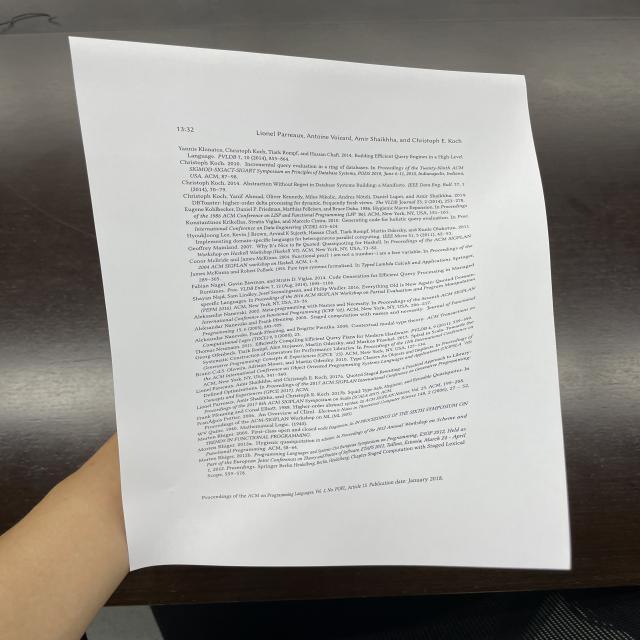 13:32
Lionel Parreaux, Antoine Voizard, Amir Shaikhha, and Christoph E. Koch
Yannis Klonatos, Christoph Koch, Tiark Rompf, and Hassan Chafi. 2014. Building Efficient Query Engines in a High-Level
Language. PVLDB 7, 10 (2014), 853–864.
Christoph Koch. 2010. Incremental query evaluation in a ring of databases. In Proceedings of the Twenty-Ninth ACM
SIGMOD-SIGACT-SIGART Symposium on Principles of Database Systems, PODS 2010, June 6-11, 2010, Indianapolis, Indiana,
USA. ACM, 87–98.
Christoph Koch. 2014. Abstraction Without Regret in Database Systems Building: a Manifesto. IEEE Data Eng. Bull. 37, 1
(2014), 70–79.
Christoph Koch, Yanif Ahmad, Oliver Kennedy, Milos Nikolic, Andres Nötzli, Daniel Lupei, and Amir Shaikhha. 2014.
DBToaster: higher-order delta processing for dynamic, frequently fresh views. The VLDB Journal 23, 2 (2014), 253–278.
Eugene Kohlbecker, Daniel P. Friedman, Matthias Felleisen, and Bruce Duba. 1986. Hygienic Macro Expansion. In Proceedings
of the 1986 ACM Conference on LISP and Functional Programming (LFP '86). ACM, New York, NY, USA, 151–161.
Konstantinos Krikellas, Stratis Viglas, and Marcelo Cintra. 2010. Generating code for holistic query evaluation. In Proc.
International Conference on Data Engineering (ICDE). 613–624.
HyoukJoong Lee, Kevin J Brown, Arvind K Sujeeth, Hassan Chafi, Tiark Rompf, Martin Odersky, and Kunle Olukotun. 2011.
Implementing domain-specific languages for heterogeneous parallel computing. IEEE Micro 31, 5 (2011), 42–53.
Geoffrey Mainland. 2007. Why It's Nice to Be Quoted: Quasiquoting for Haskell. In Proceedings of the ACM SIGPLAN
Workshop on Haskell Workshop (Haskell '07). ACM, New York, NY, USA, 73–82.
Conor McBride and James McKinna. 2004. Functional pearl: i am not a number–i am a free variable. In Proceedings of the
2004 ACM SIGPLAN workshop on Haskell. ACM, 1–9.
James McKinna and Robert Pollack. 1993. Pure type systems formalized. In Typed Lambda Calculi and Applications. Springer,
289–305.
Fabian Nagel, Gavin Bierman, and Stratis D. Viglas. 2014. Code Generation for Efficient Query Processing in Managed
Runtimes. Proc. VLDB Endow. 7, 12 (Aug. 2014), 1095–1106.
Shayan Najd, Sam Lindley, Josef Svenningsson, and Philip Wadler. 2016. Everything Old is New Again: Quoted Domain-
specific Languages. In Proceedings of the 2016 ACM SIGPLAN Workshop on Partial Evaluation and Program Manipulation
(PEPM 2016). ACM, New York, NY, USA, 25–36.
Aleksandar Nanevski. 2002. Meta-programming with Names and Necessity. In Proceedings of the Seventh ACM SIGPLAN
International Conference on Functional Programming (ICFP '02). ACM, New York, NY, USA, 206–217.
Aleksandar Nanevski and Frank Pfenning. 2005. Staged computation with names and necessity. Journal of Functional
Programming 15, 6 (2005), 893–939.
Aleksandar Nanevski, Frank Pfenning, and Brigitte Pientka. 2008. Contextual modal type theory. ACM Transactions on
Computational Logic (TOCL) 9, 3 (2008), 23.
Thomas Neumann. 2011. Efficiently Compiling Efficient Query Plans for Modern Hardware. PVLDB 4, 9 (2011), 539–550.
Georg Ofenbeck, Tiark Rompf, Alen Stojanov, Martin Odersky, and Markus Püschel. 2013. Spiral in Scala: Towards the
Systematic Construction of Generators for Performance Libraries. In Proceedings of the 12th International Conference on
Generative Programming: Concepts & Experiences (GPCE '13). ACM, New York, NY, USA, 125–134.
Bruno C.d.S. Oliveira, Adriaan Moors, and Martin Odersky. 2010. Type Classes As Objects and Implicits. In Proceedings of
the ACM International Conference on Object Oriented Programming Systems Languages and Applications (OOPSLA '10).
ACM, New York, NY, USA, 341–360.
Lionel Parreaux, Amir Shaikhha, and Christoph E. Koch. 2017a. Quoted Staged Rewriting: a Practical Approach to Library-
Defined Optimizations. In Proceedings of the 2017 ACM SIGPLAN International Conference on Generative Programming:
Concepts and Experiences (GPCE 2017). ACM.
Lionel Parreaux, Amir Shaikhha, and Christoph E. Koch. 2017b. Squid: Type-Safe, Hygienic, and Reusable Quasiquotes. In
Proceedings of the 2017 8th ACM SIGPLAN Symposium on Scala (SCALA 2017). ACM.
Frank Pfenning and Conal Elliott. 1988. Higher-order abstract syntax. In ACM SIGPLAN Notices, Vol. 23. ACM, 199–208.
François Pottier. 2006. An Overview of Cαml. Electronic Notes in Theoretical Computer Science 148, 2 (2006), 27 – 52.
Proceedings of the ACM-SIGPLAN Workshop on ML (ML 2005).
WV Quine. 1940. Mathematical Logic. (1940).
Morten Rhiger. 2005. First-class open and closed code fragments. In IN PROCEEDINGS OF THE SIXTH SYMPOSIUM ON
TRENDS IN FUNCTIONAL PROGRAMMING.
Morten Rhiger. 2012a. Hygienic quasiquotation in scheme. In Proceedings of the 2012 Annual Workshop on Scheme and
Functional Programming. ACM, 58–64.
Morten Rhiger. 2012b. Programming Languages and Systems: 21st European Symposium on Programming, ESOP 2012, Held as
Part of the European Joint Conferences on Theory and Practice of Software, ETAPS 2012, Tallinn, Estonia, March 24 - April
1, 2012. Proceedings. Springer Berlin Heidelberg, Berlin, Heidelberg, Chapter Staged Computation with Staged Lexical
Scope, 559–578.
Proceedings of the ACM on Programming Languages, Vol. 2, No. POPL, Article 13. Publication date: January 2018.